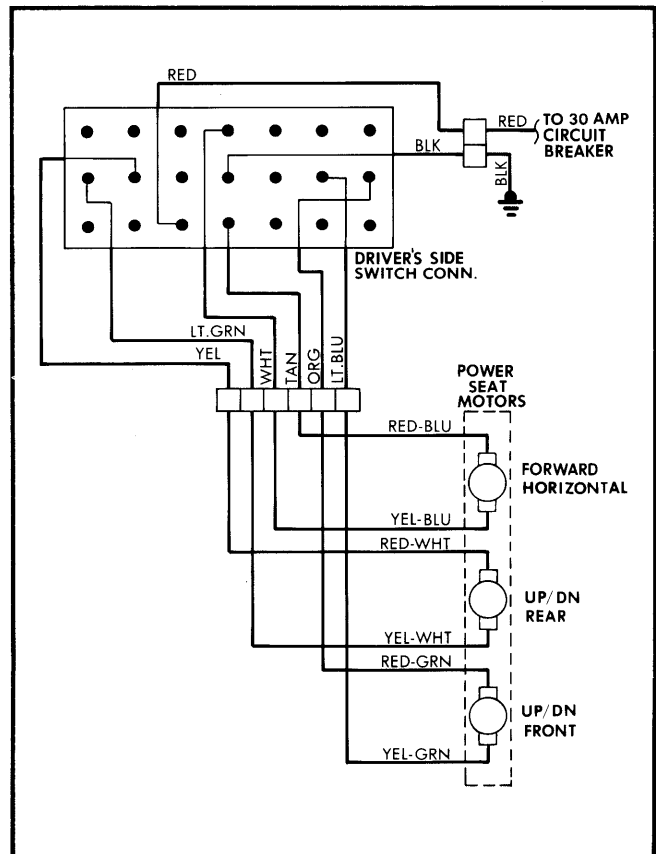 RED
RED
TO 30 AMP
CIRCUIT
BREAKER
BLK
BLK
DRIVER'S SIDE
SWITCH CONN.
LT.GRN
YEL
WHT
TAN
ORG
LT.BLU
POWER
SEAT
MOTORS
RED-BLU
FORWARD
HORIZONTAL
YEL-BLU
RED-WHT
UP/DN
REAR
YEL-WHT
RED-GRN
UP/DN
FRONT
YEL-GRN